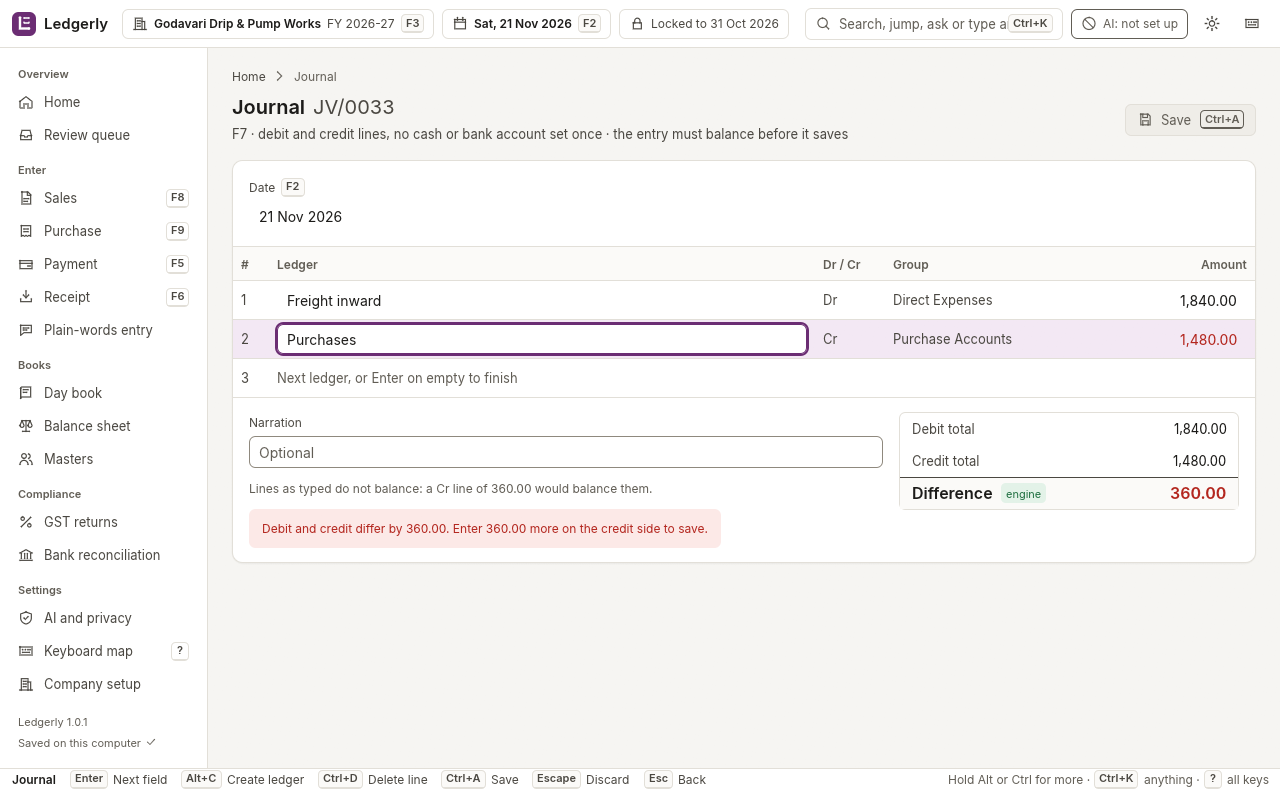 Ledgerly
Godavari Drip & Pump Works FY 2026-27 F3
Sat, 21 Nov 2026 F2
Locked to 31 Oct 2026
Search, jump, ask or type a Ctrl+K
AI: not set up
Overview
Home
Review queue
Enter
Sales F8
Purchase F9
Payment F5
Receipt F6
Plain-words entry
Books
Day book
Balance sheet
Masters
Compliance
GST returns
Bank reconciliation
Settings
AI and privacy
Keyboard map ?
Company setup
Ledgerly 1.0.1
Saved on this computer
Home Journal
Journal JV/0033
F7 · debit and credit lines, no cash or bank account set once · the entry must balance before it saves
Save Ctrl+A
Date F2
21 Nov 2026
# Ledger Dr / Cr Group Amount
1 Freight inward Dr Direct Expenses 1,840.00
2 Purchases Cr Purchase Accounts 1,480.00
3 Next ledger, or Enter on empty to finish
Narration
Optional
Lines as typed do not balance: a Cr line of 360.00 would balance them.
Debit and credit differ by 360.00. Enter 360.00 more on the credit side to save.
Debit total 1,840.00
Credit total 1,480.00
Difference engine 360.00
Journal Enter Next field Alt+C Create ledger Ctrl+D Delete line Ctrl+A Save Escape Discard Esc Back
Hold Alt or Ctrl for more · Ctrl+K anything · ? all keys